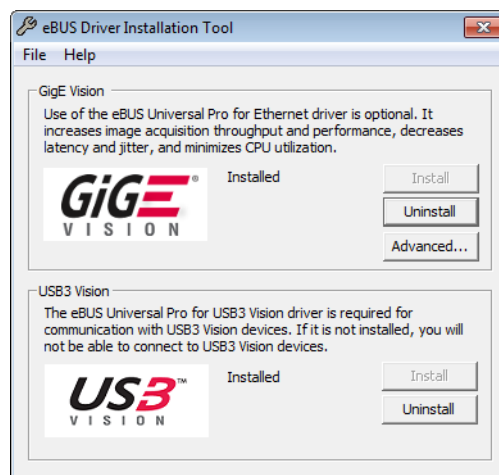 eBUS Driver Installation Tool
File Help
GigE Vision
Use of the eBUS Universal Pro for Ethernet driver is optional. It
increases image acquisition throughput and performance, decreases
latency and jitter, and minimizes CPU utilization.
GiGE®
VISION
Installed
Install
Uninstall
Advanced...
USB3 Vision
The eBUS Universal Pro for USB3 Vision driver is required for
communication with USB3 Vision devices. If it is not installed, you will
not be able to connect to USB3 Vision devices.
USB3™
VISION
Installed
Install
Uninstall